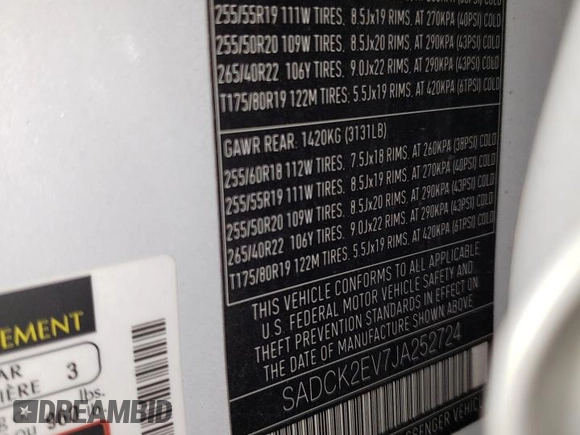 255/55R19 111W TIRES, 8.5Jx19 RIMS, AT 270KPA (40PSI) COLD
255/50R20 109W TIRES, 8.5Jx20 RIMS, AT 290KPA (43PSI) COLD
265/40R22 106Y TIRES, 9.0Jx22 RIMS, AT 290KPA (43PSI) COLD
T175/80R19 122M TIRES, 5.5Jx19 RIMS, AT 420KPA (61PSI) COLD
GAWR REAR: 1420KG (3131LB)
255/60R18 112W TIRES, 7.5Jx18 RIMS, AT 260KPA (38PSI) COLD
255/55R19 111W TIRES, 8.5Jx19 RIMS, AT 270KPA (40PSI) COLD
255/50R20 109W TIRES, 8.5Jx20 RIMS, AT 290KPA (43PSI) COLD
265/40R22 106Y TIRES, 9.0Jx22 RIMS, AT 290KPA (43PSI) COLD
T175/80R19 122M TIRES, 5.5Jx19 RIMS, AT 420KPA (61PSI) COLD
THIS VEHICLE CONFORMS TO ALL APPLICABLE
U.S. FEDERAL MOTOR VEHICLE SAFETY AND
THEFT PREVENTION STANDARDS IN EFFECT ON
THE DATE OF MANUFACTURE SHOWN ABOVE
SADCK2EV7JA252724
EMENT
AR
IÈRE 3
lbs.
DREAMBID